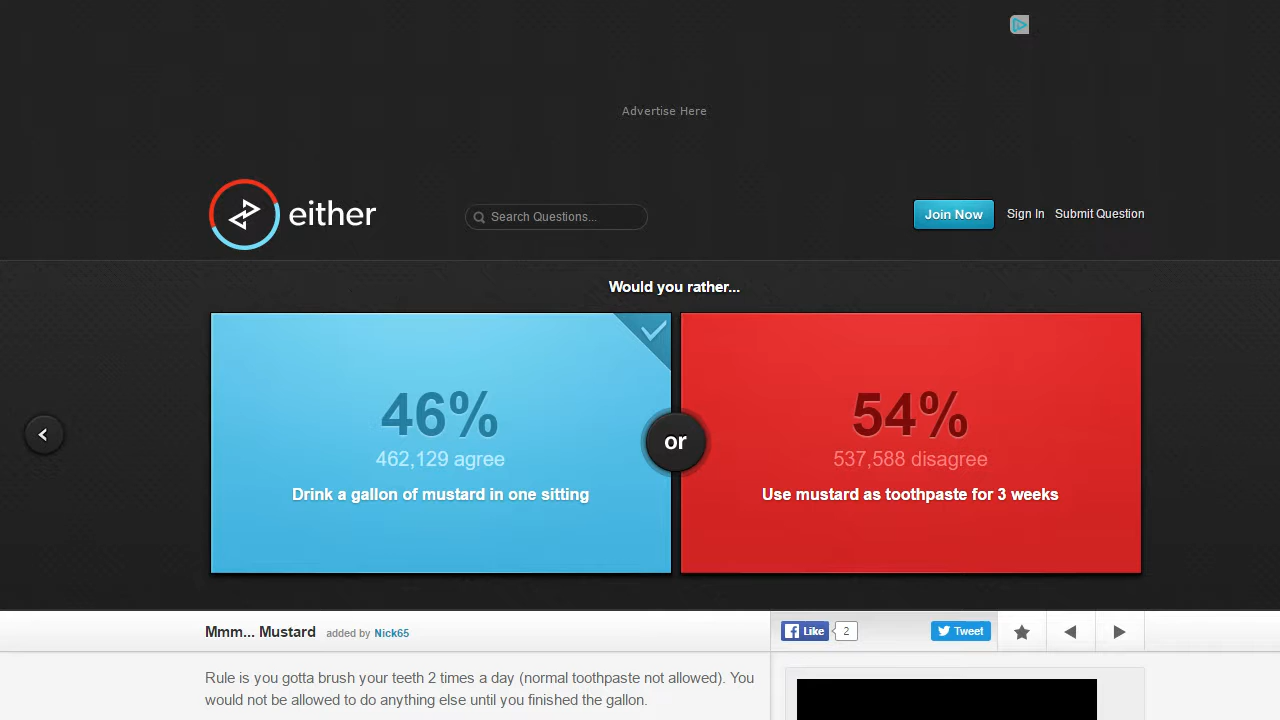 Advertise Here
either
Search Questions...
Join Now
Sign In
Submit Question
Would you rather...
46%
462,129 agree
Drink a gallon of mustard in one sitting
or
54%
537,588 disagree
Use mustard as toothpaste for 3 weeks
Mmm... Mustard added by Nick65
Like
2
Tweet
Rule is you gotta brush your teeth 2 times a day (normal toothpaste not allowed). You
would not be allowed to do anything else until you finished the gallon.